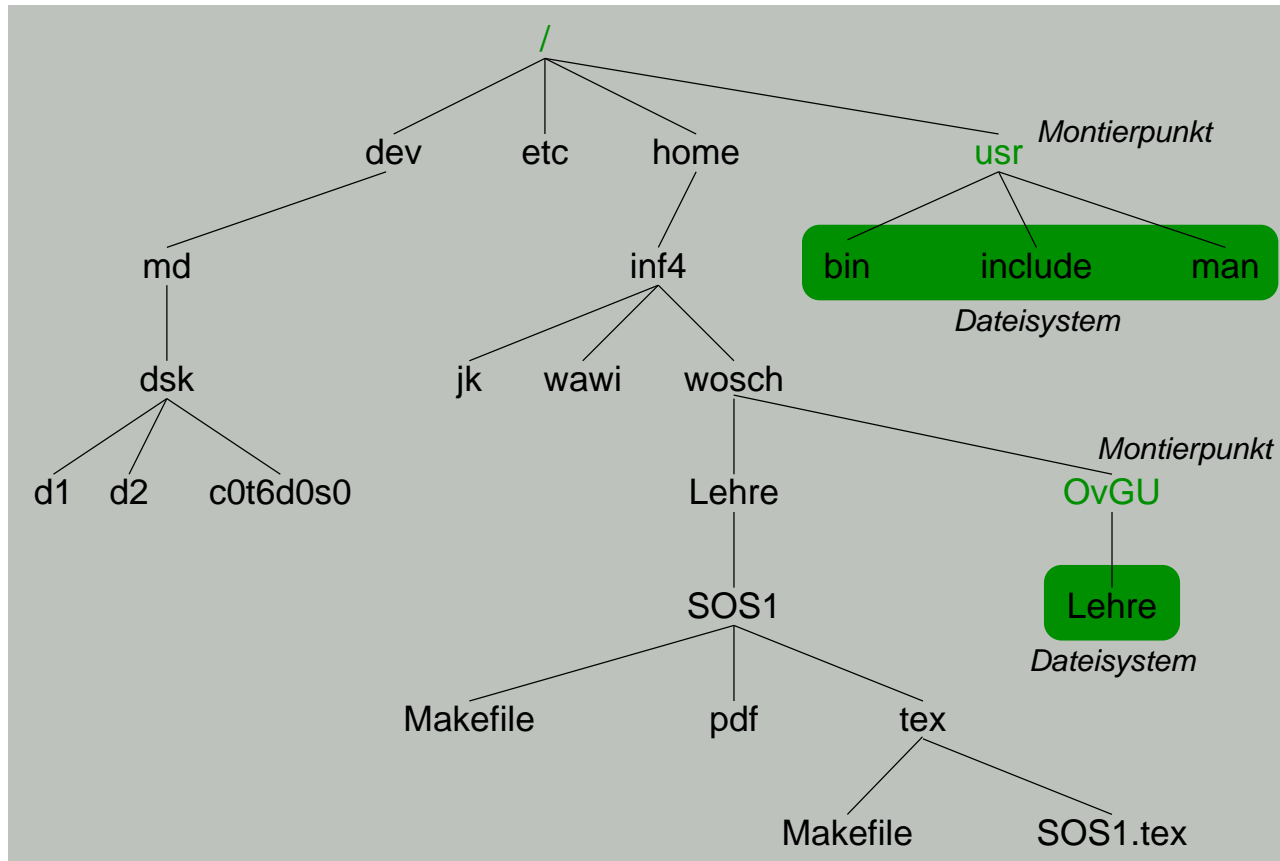 /
Montierpunkt
dev etc home usr
md inf4 bin include man
Dateisystem
dsk jk wawi wosch
Montierpunkt
d1 d2 c0t6d0s0 Lehre OvGU
SOS1 Lehre
Dateisystem
Makefile pdf tex
Makefile SOS1.tex